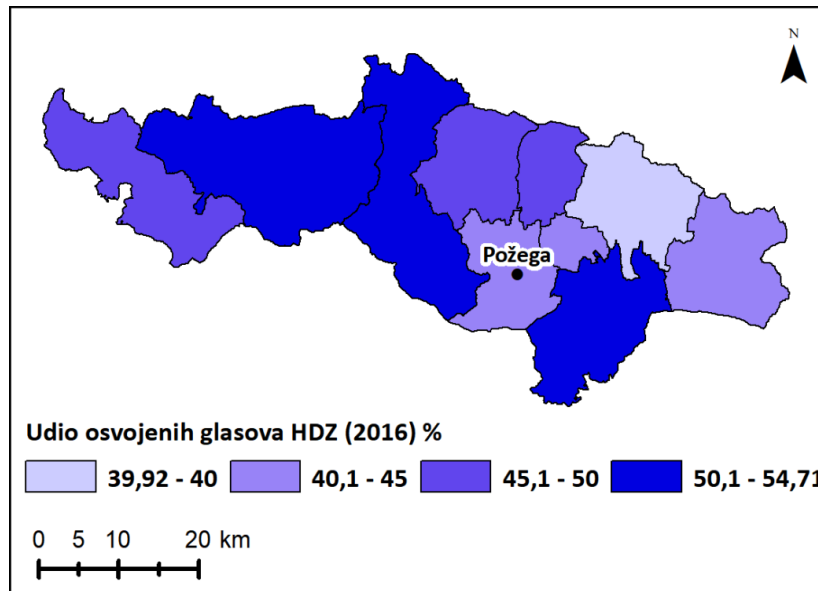 N
Požega
Udio osvojenih glasova HDZ (2016) %
39,92 - 40
40,1 - 45
45,1 - 50
50,1 - 54,71
0 5 10 20 km